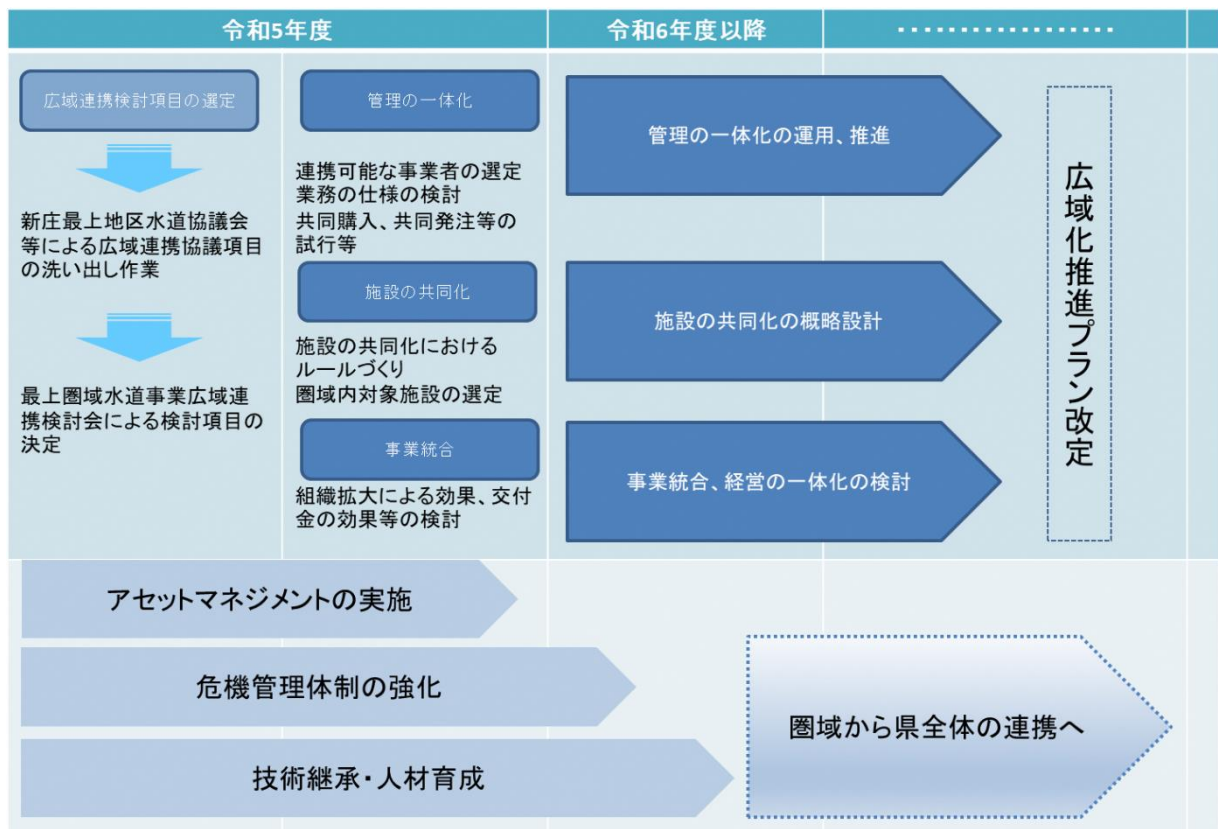 令和5年度
令和6年度以降
..................
広域連携検討項目の選定
新庄最上地区水道協議会
等による広域連携協議項目
の洗い出し作業
最上圏域水道事業広域連
携検討会による検討項目の
決定
管理の一体化
連携可能な事業者の選定
業務の仕様の検討
共同購入、共同発注等の
試行等
施設の共同化
施設の共同化における
ルールづくり
圏域内対象施設の選定
事業統合
組織拡大による効果、交付
金の効果等の検討
管理の一体化の運用、推進
施設の共同化の概略設計
事業統合、経営の一体化の検討
広域化推進プラン改定
アセットマネジメントの実施
危機管理体制の強化
技術継承・人材育成
圏域から県全体の連携へ